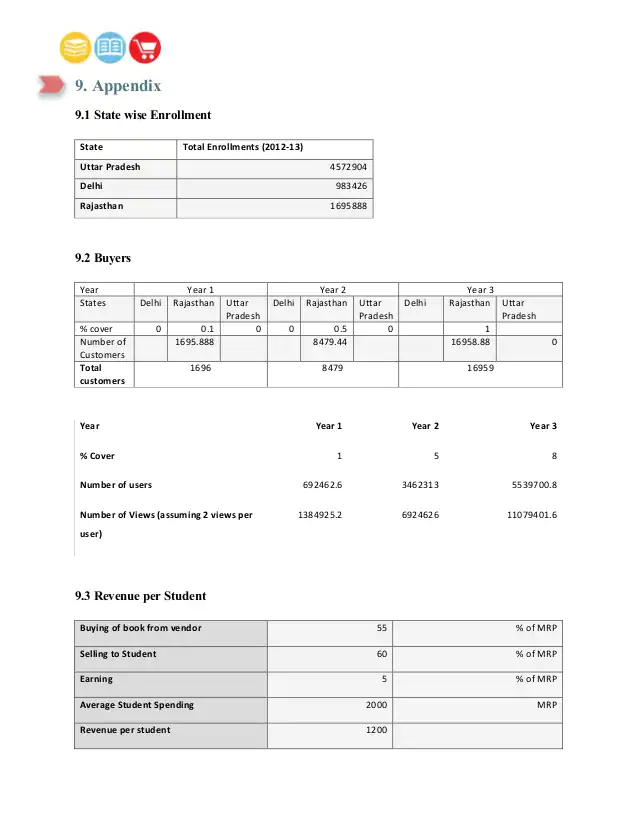 9. Appendix
9.1 State wise Enrollment
State Total Enrollments (2012-13)
Uttar Pradesh 4572904
Delhi 983426
Rajasthan 1695888
9.2 Buyers
Year Year 1 Year 2 Year 3
States Delhi Rajasthan Uttar Delhi Rajasthan Uttar Delhi Rajasthan Uttar
Pradesh Pradesh Pradesh
% cover 0 0.1 0 0 0.5 0 1
Number of 1695.888 8479.44 16958.88 0
Customers
Total 1696 8479 16959
customers
Year Year 1 Year 2 Year 3
% Cover 1 5 8
Number of users 692462.6 3462313 5539700.8
Number of Views (assuming 2 views per 1384925.2 6924626 11079401.6
user)
9.3 Revenue per Student
Buying of book from vendor 55 % of MRP
Selling to Student 60 % of MRP
Earning 5 % of MRP
Average Student Spending 2000 MRP
Revenue per student 1200